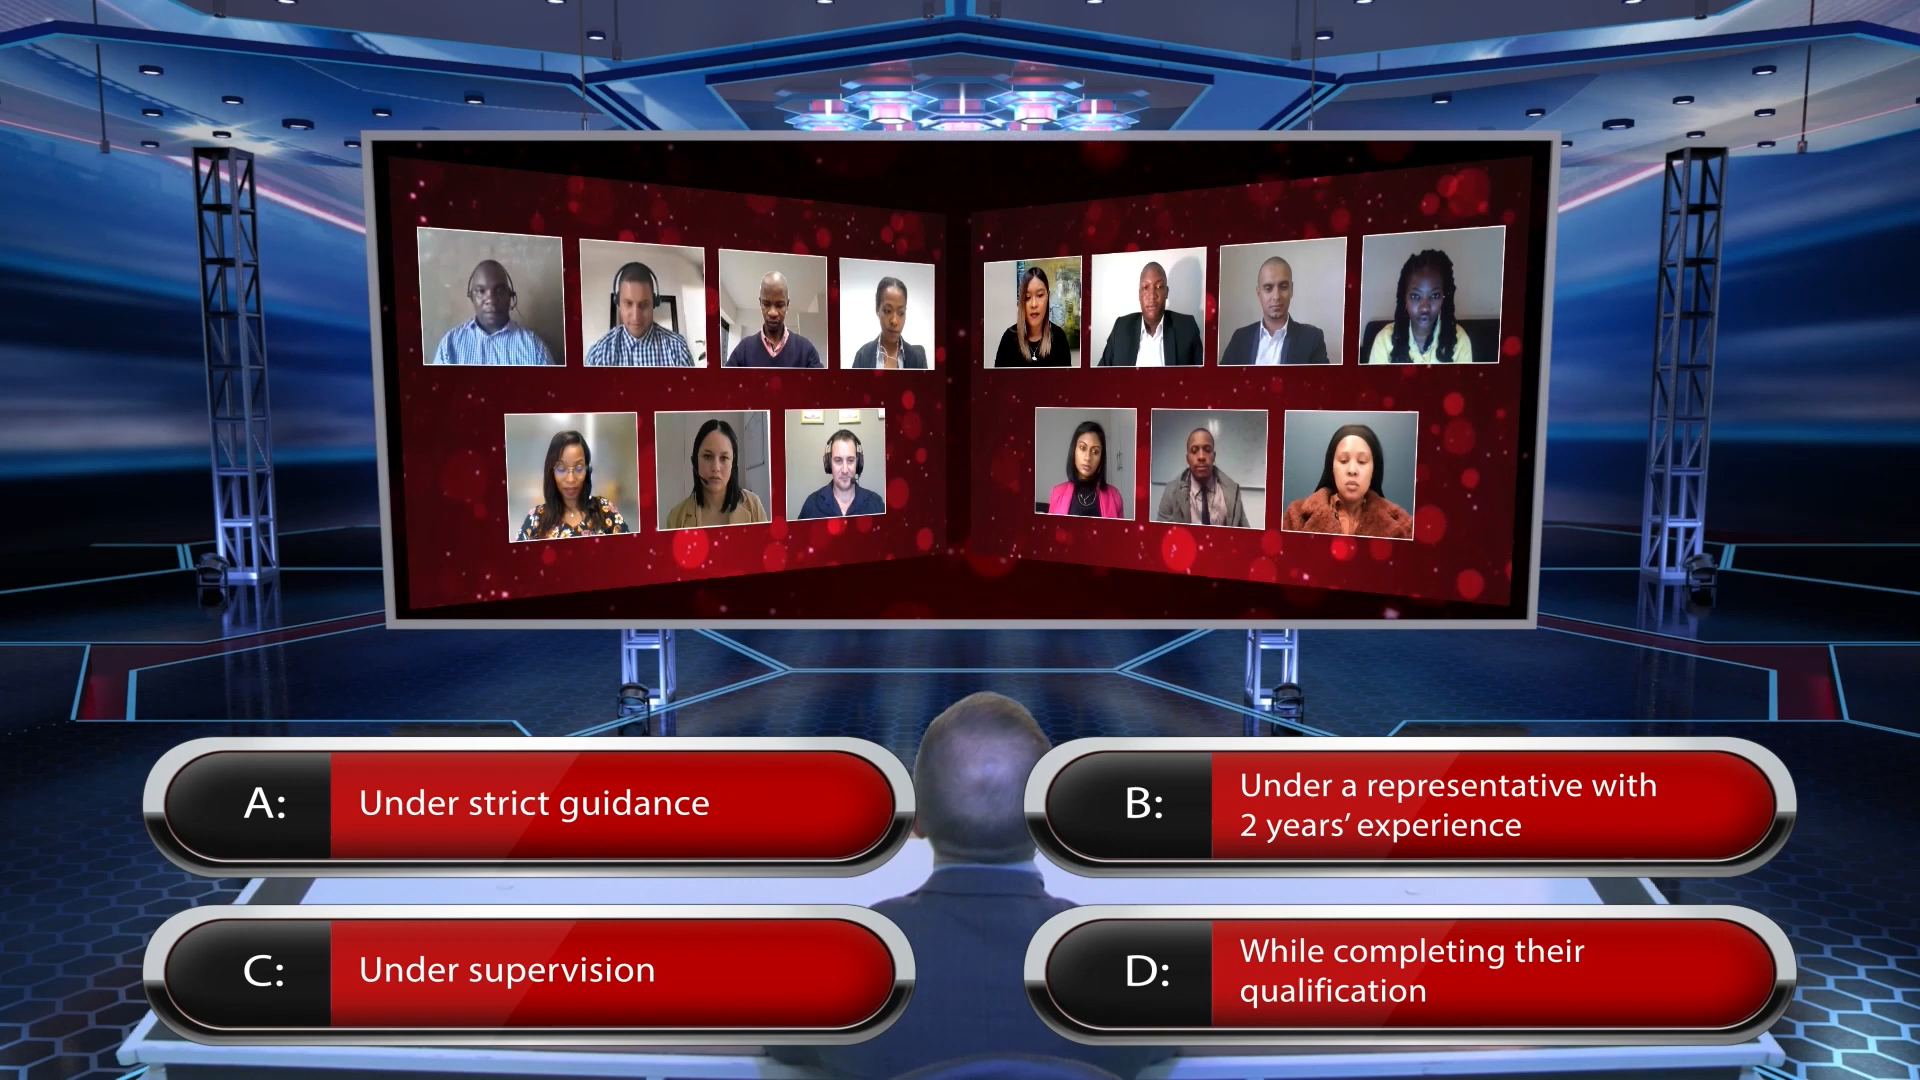 A:
Under strict guidance
B:
Under a representative with
2 years’ experience
C:
Under supervision
D:
While completing their
qualification